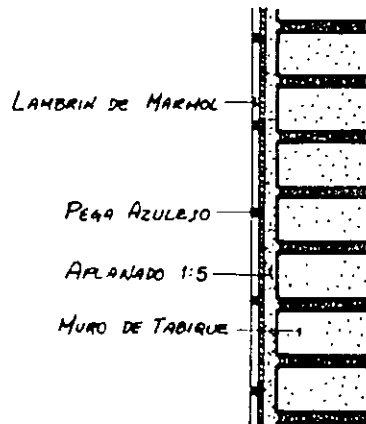 LAMBRIN DE MARMOL
PEGA AZULEJO
APLANADO 1:5
MURO DE TABIQUE